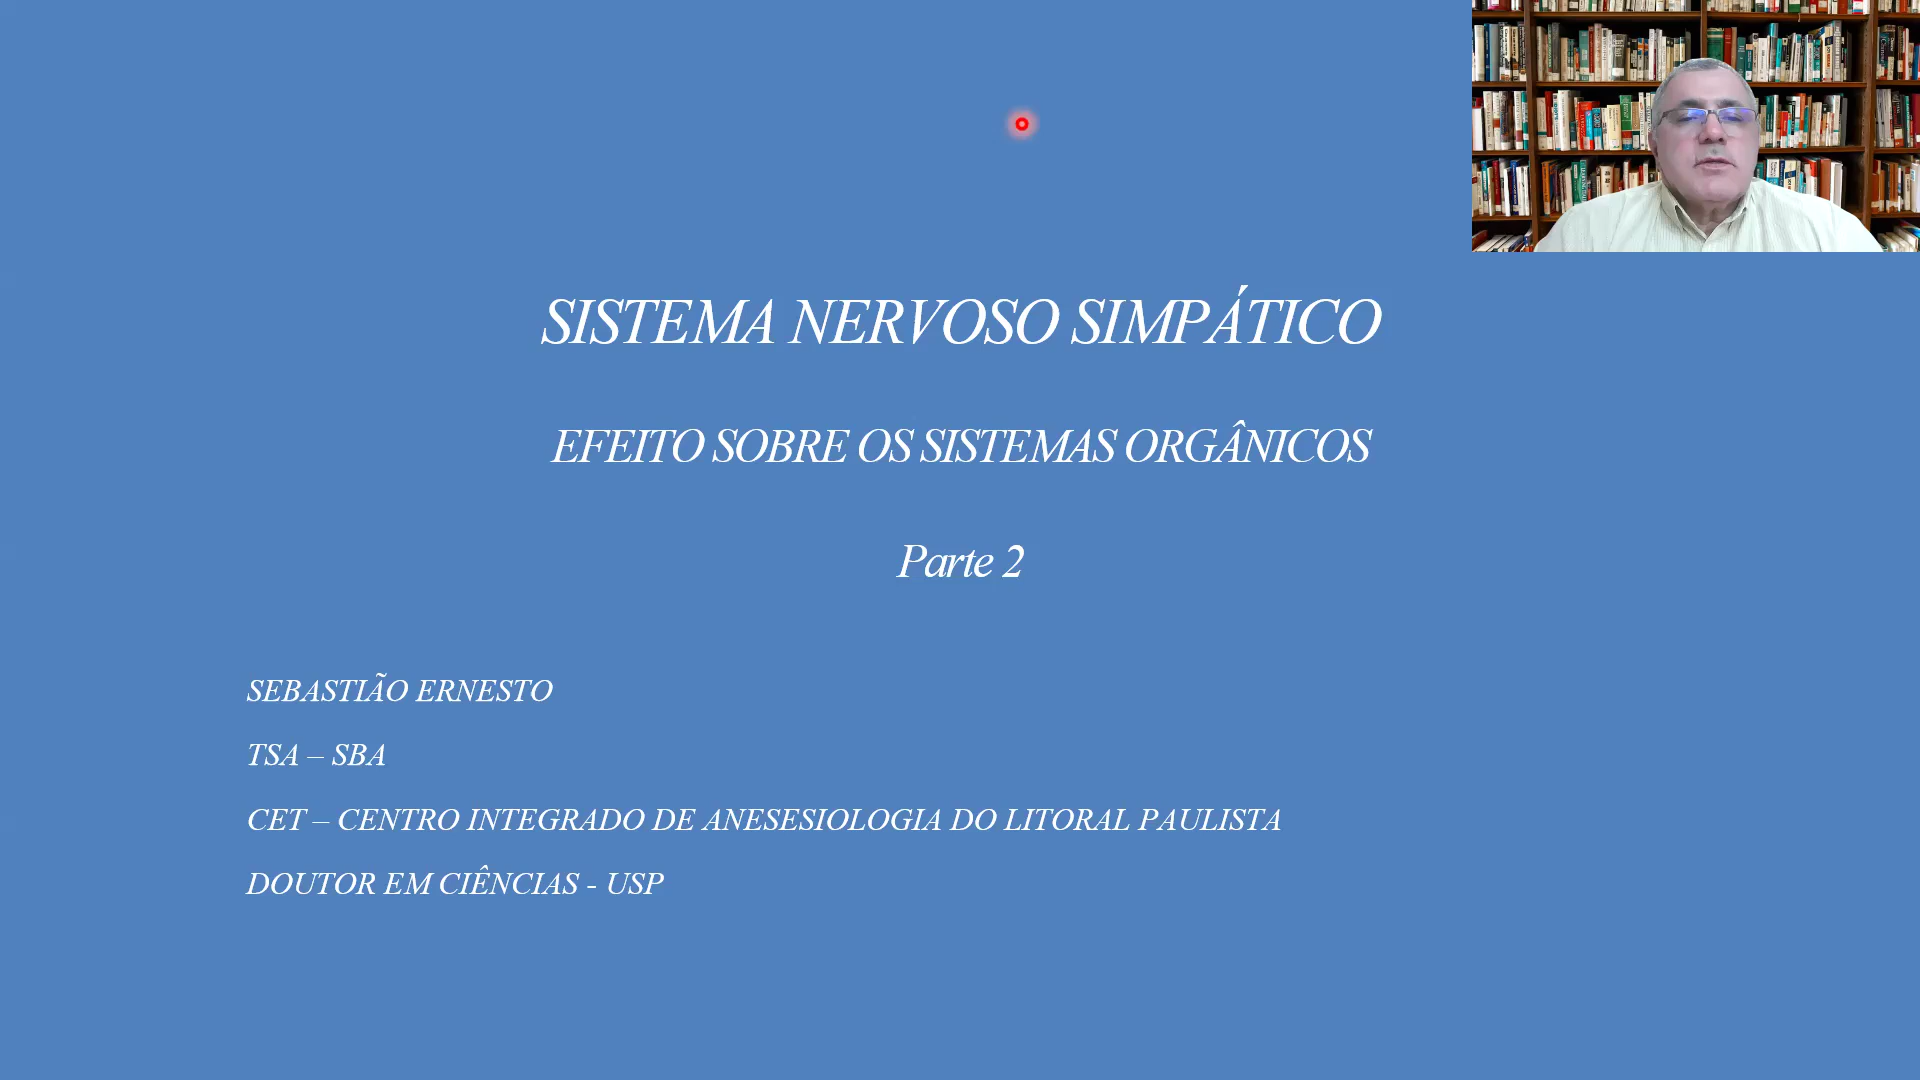 SISTEMA NERVOSO SIMPÁTICO
EFEITO SOBRE OS SISTEMAS ORGÂNICOS
Parte 2
SEBASTIÃO ERNESTO
TSA – SBA
CET – CENTRO INTEGRADO DE ANESESIOLOGIA DO LITORAL PAULISTA
DOUTOR EM CIÊNCIAS - USP